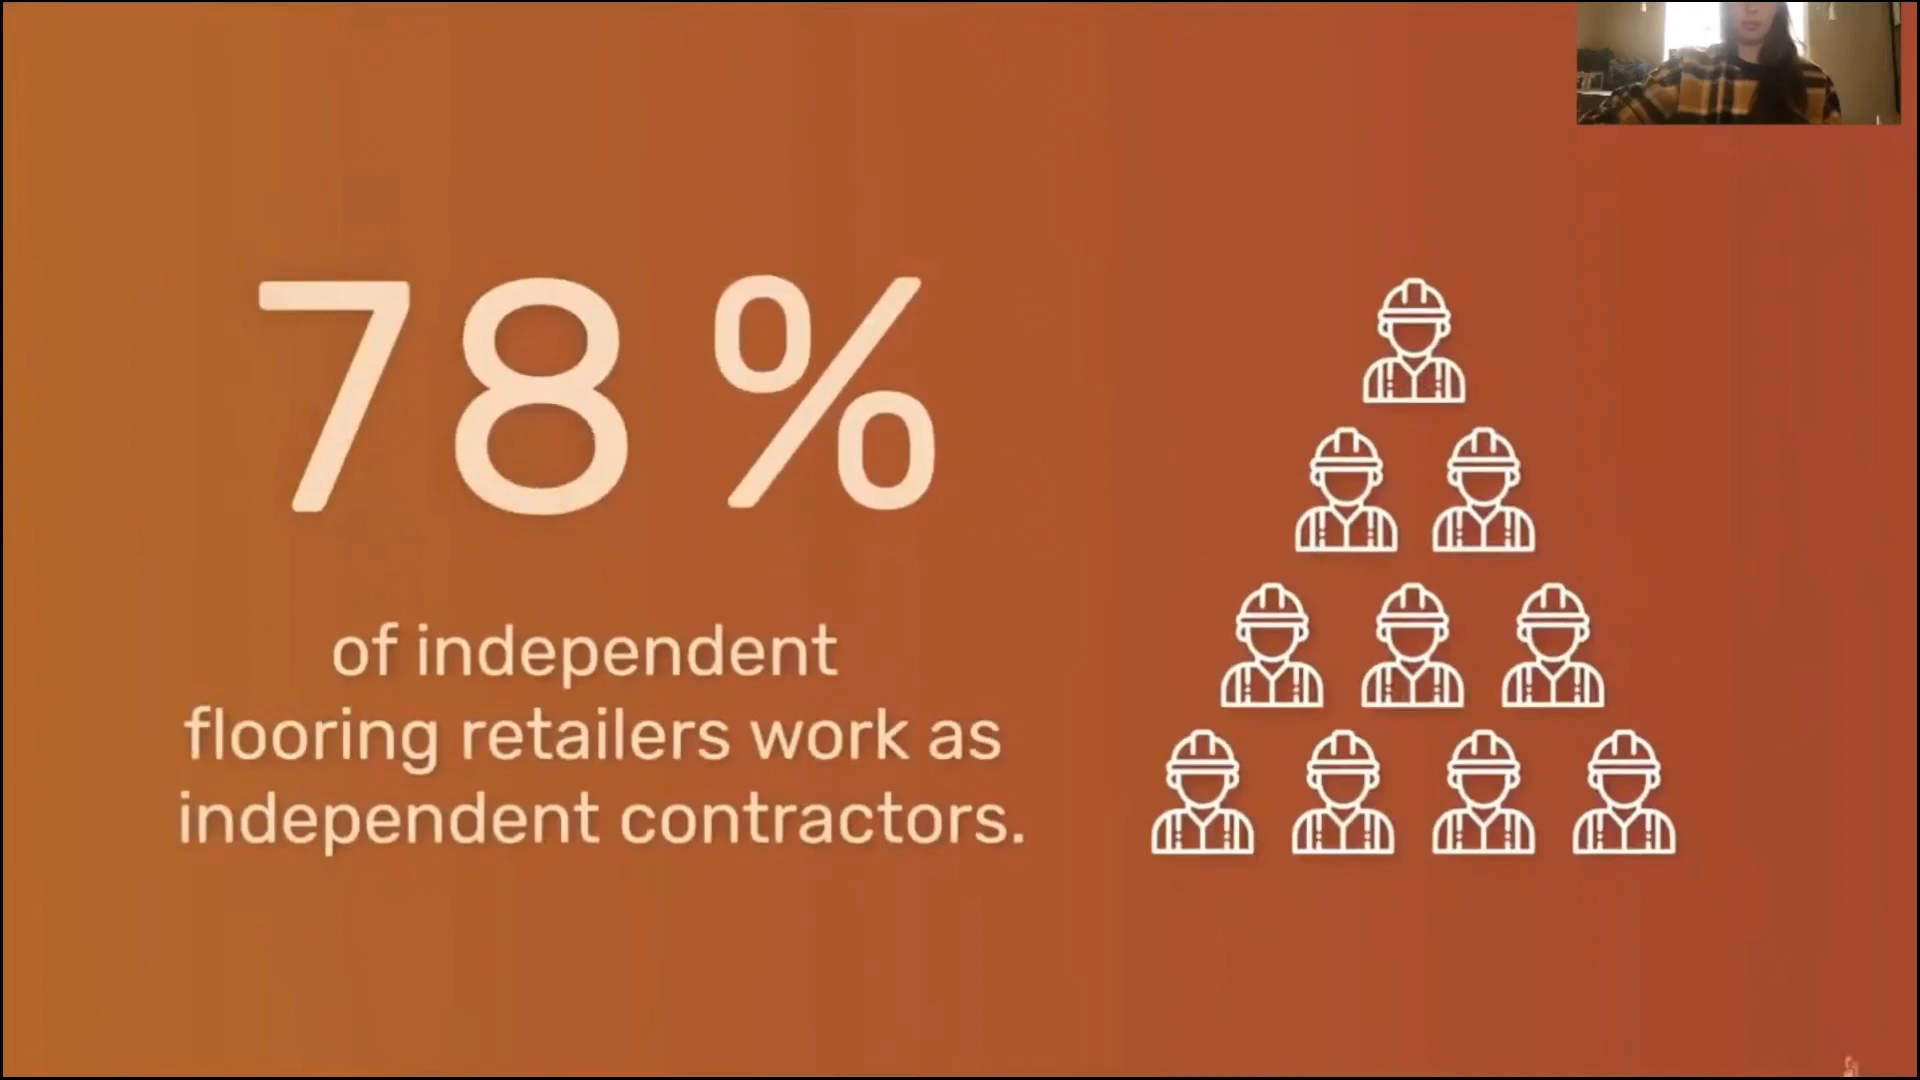 78 %
of independent
flooring retailers work as
independent contractors.